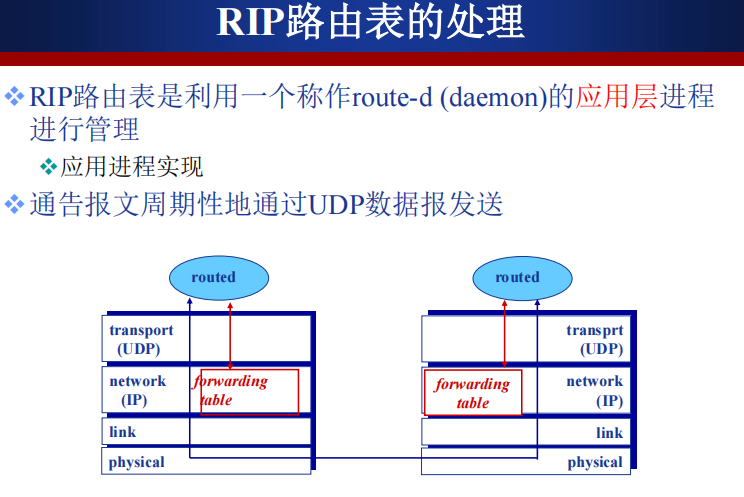 RIP路由表的处理
RIP路由表是利用一个称作route-d (daemon)的应用层进程
进行管理
应用进程实现
通告报文周期性地通过UDP数据报发送
routed
transport
(UDP)
network
(IP)
forwarding
table
link
physical
routed
transprt
(UDP)
forwarding
table
network
(IP)
link
physical